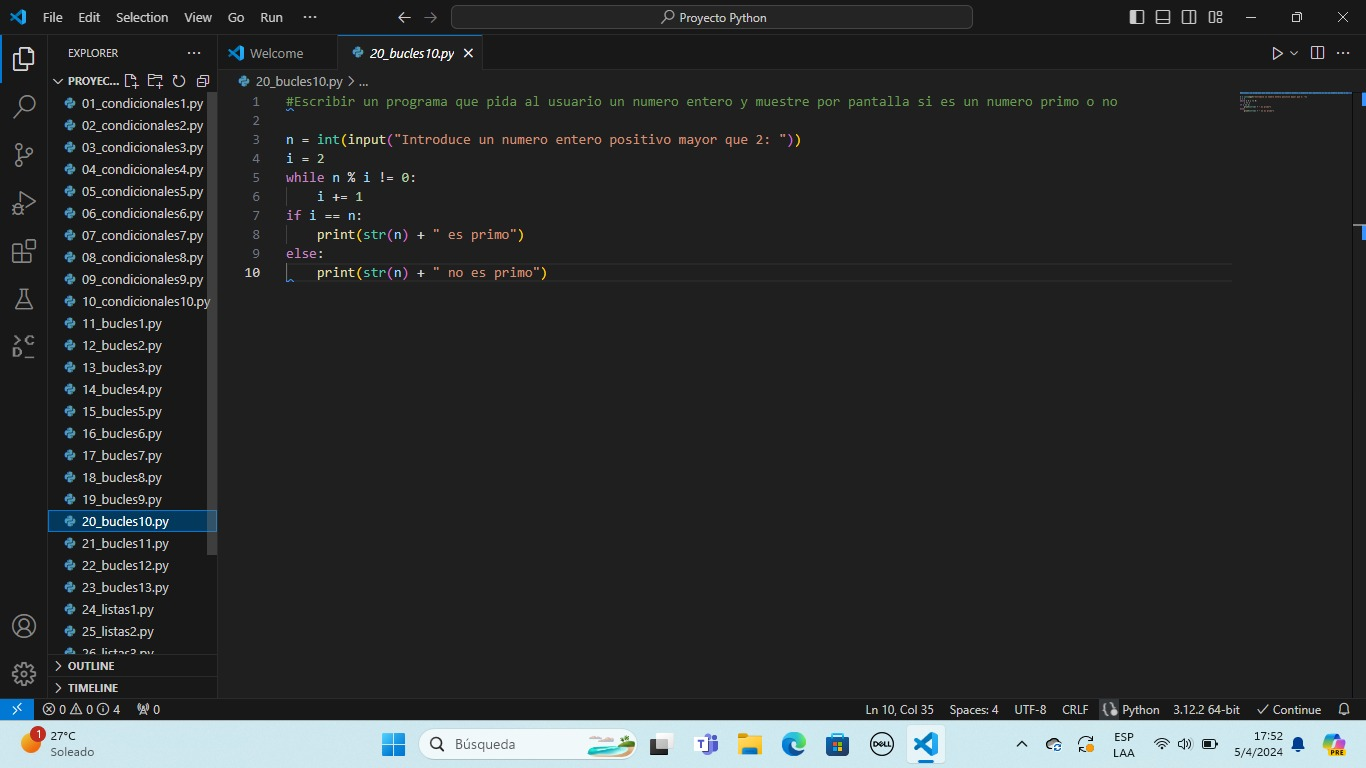 File Edit Selection View Go Run ···
Proyecto Python
EXPLORER
Welcome
20_bucles10.py
PROYEC...
20_bucles10.py > ...
01_condicionales1.py
02_condicionales2.py
03_condicionales3.py
04_condicionales4.py
05_condicionales5.py
06_condicionales6.py
07_condicionales7.py
08_condicionales8.py
09_condicionales9.py
10_condicionales10.py
11_bucles1.py
12_bucles2.py
13_bucles3.py
14_bucles4.py
15_bucles5.py
16_bucles6.py
17_bucles7.py
18_bucles8.py
19_bucles9.py
20_bucles10.py
21_bucles11.py
22_bucles12.py
23_bucles13.py
24_listas1.py
25_listas2.py
26_listas3.py
OUTLINE
TIMELINE
1 #Escribir un programa que pida al usuario un numero entero y muestre por pantalla si es un numero primo o no
2
3 n = int(input("Introduce un numero entero positivo mayor que 2: "))
4 i = 2
5 while n % i != 0:
6     i += 1
7 if i == n:
8     print(str(n) + " es primo")
9 else:
10     print(str(n) + " no es primo")
0 0 4 0
Ln 10, Col 35 Spaces: 4 UTF-8 CRLF Python 3.12.2 64-bit Continue
1
27°C
Soleado
Búsqueda
DELL
ESP
LAA
17:52
5/4/2024
PRE